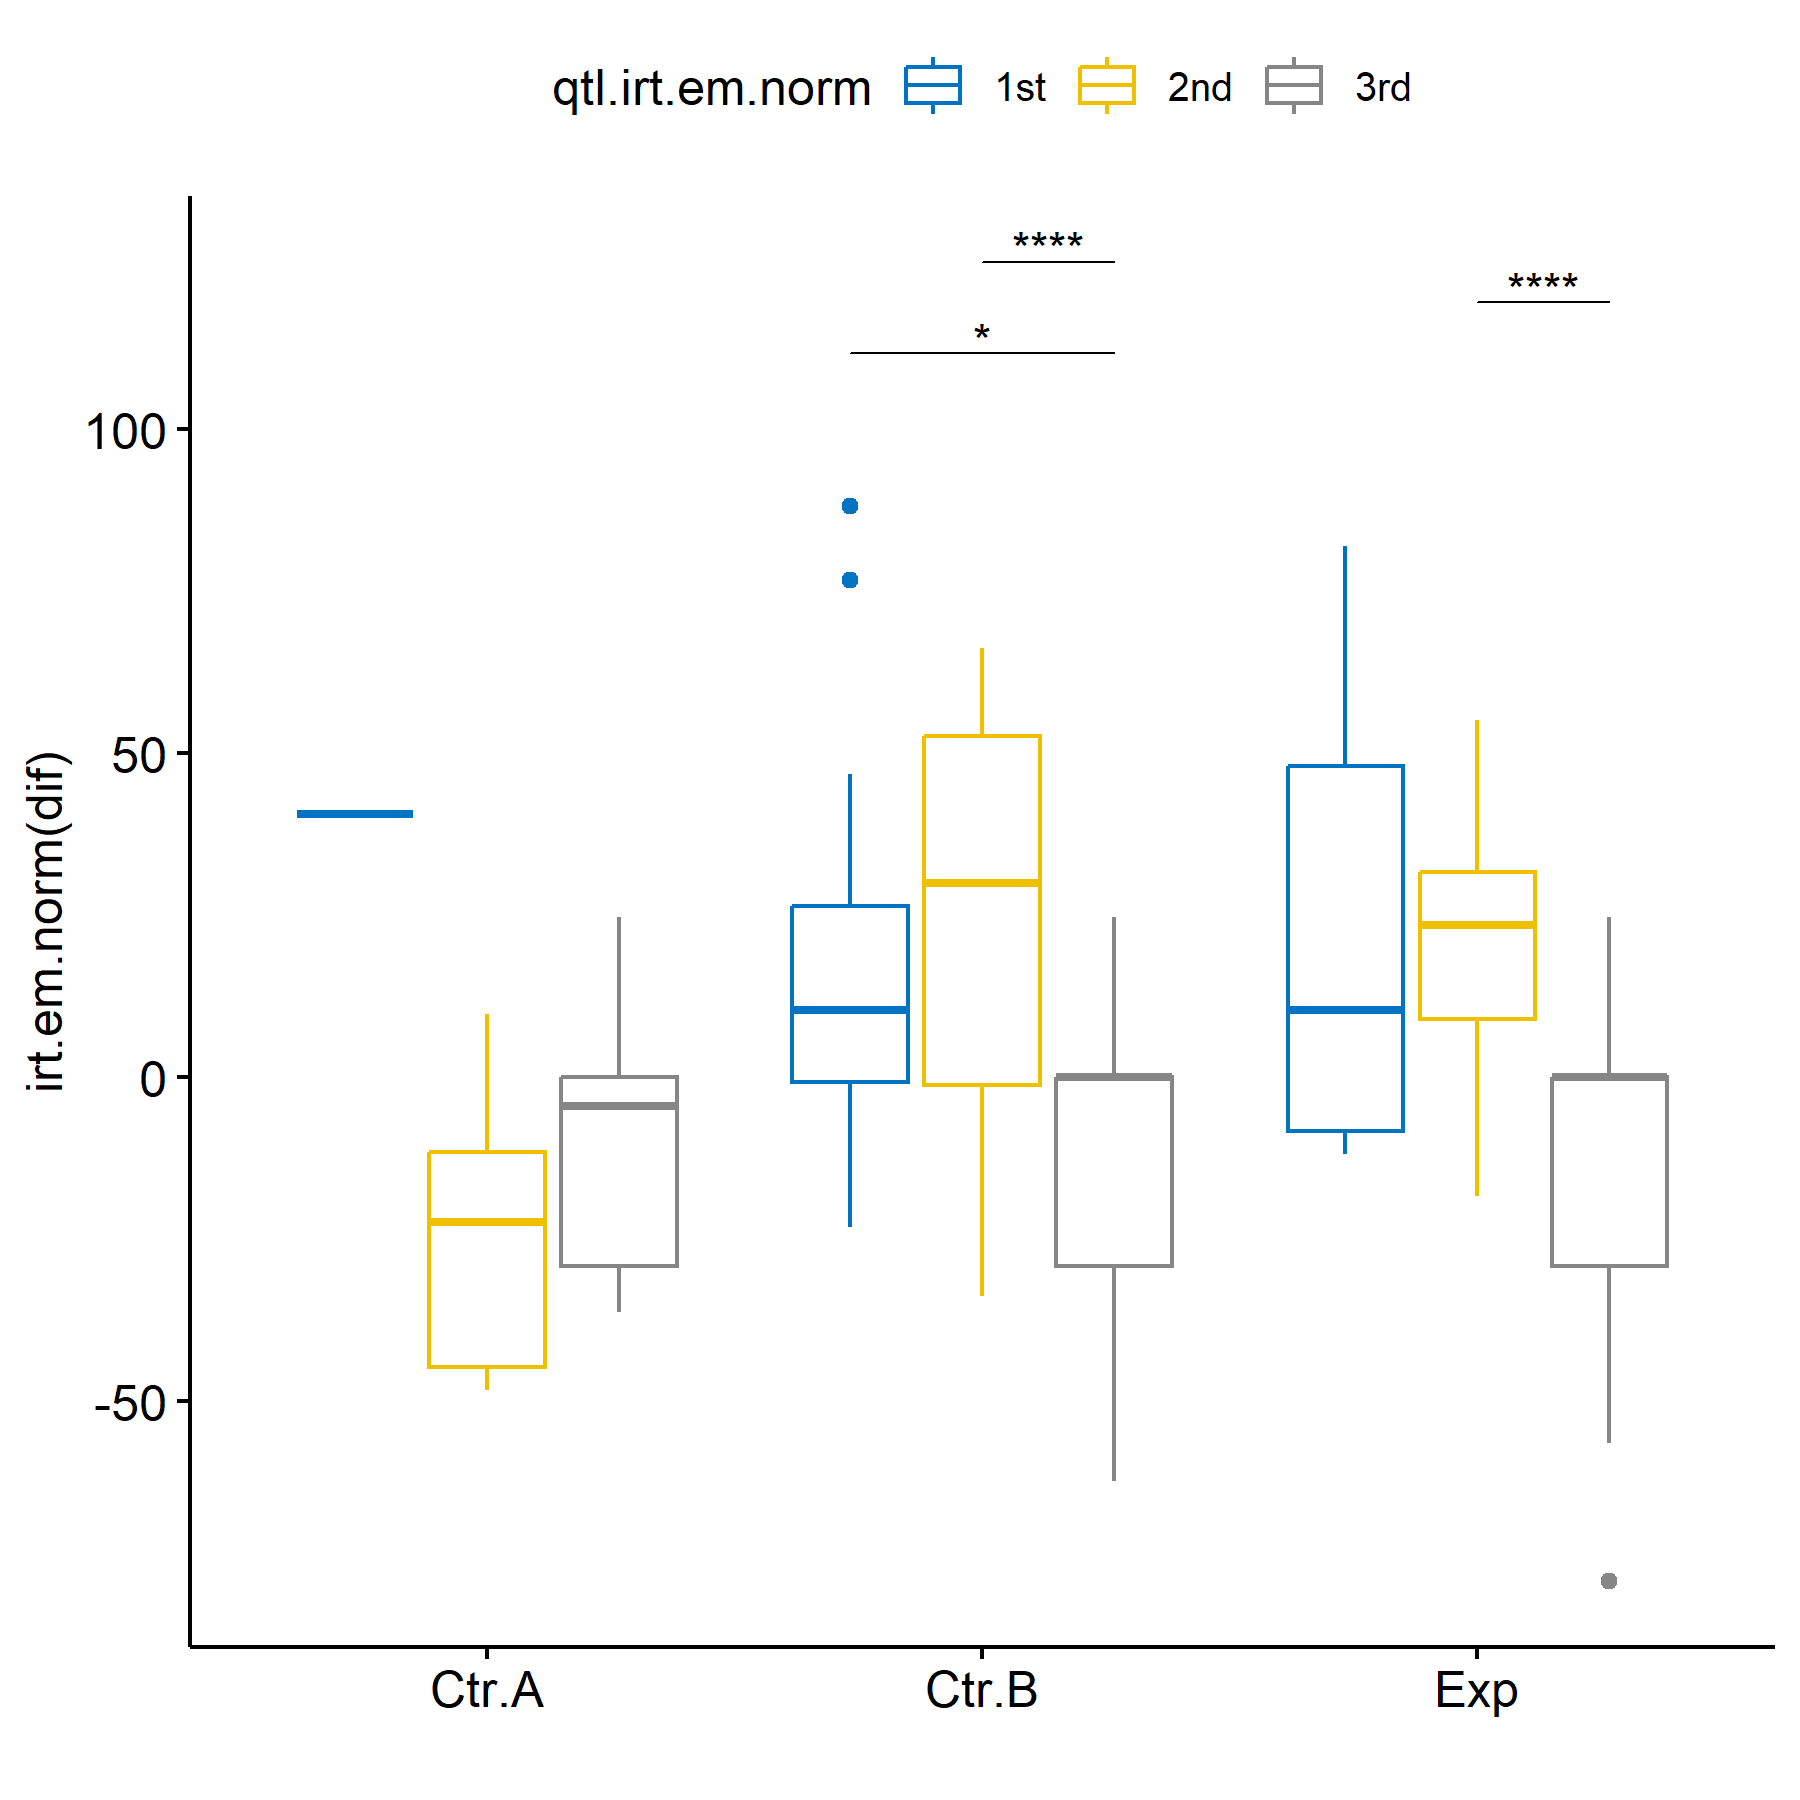 qtl.irt.em.norm 1st 2nd 3rd
****
****
*
100
50
0
-50
irt.em.norm(dif)
Ctr.A Ctr.B Exp